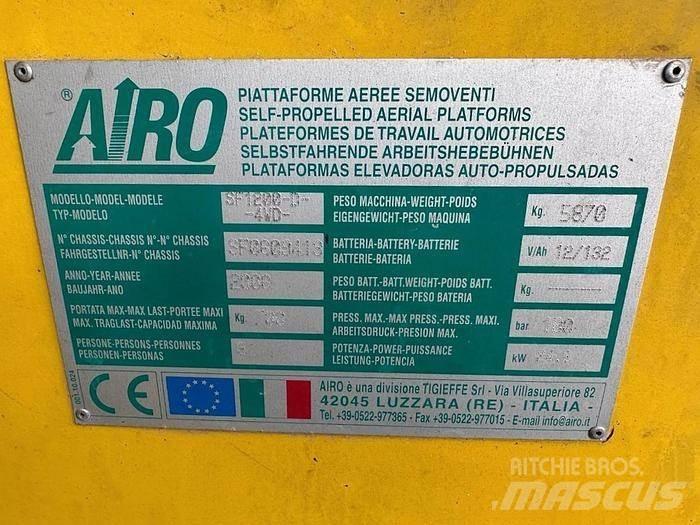 ® AIRO
PIATTAFORME AEREE SEMOVENTI
SELF-PROPELLED AERIAL PLATFORMS
PLATEFORMES DE TRAVAIL AUTOMOTRICES
SELBSTFAHRENDE ARBEITSHEBEBÜHNEN
PLATAFORMAS ELEVADORAS AUTO-PROPULSADAS
MODELLO-MODEL-MODELE
TYP-MODELO
SF1200-D-
-4WD-
N° CHASSIS-CHASSIS N°-N° CHASSIS
FAHRGESTELLNR-N° CHASSIS
ANNO-YEAR-ANNEE
BAUJAHR-ANO
2000
PORTATA MAX-MAX LAST-PORTEE MAXI
MAX. TRAGLAST-CAPACIDAD MAXIMA
Kg.
PERSONE-PERSONS-PERSONNES
PERSONEN-PERSONAS
PESO MACCHINA-WEIGHT-POIDS
EIGENGEWICHT-PESO MAQUINA
Kg. 5870
BATTERIA-BATTERY-BATTERIE
BATTERIE-BATERIA
V/Ah 12/132
PESO BATT.-BATT.WEIGHT-POIDS BATT.
BATTERIEGEWICHT-PESO BATERIA
Kg. -------
PRESS. MAX.-MAX PRESS.-PRESS. MAXI.
ARBEITSDRUCK-PRESION MAX.
bar
POTENZA-POWER-PUISSANCE
LEISTUNG-POTENCIA
kW
001.10.024
CE
AIRO è una divisione TIGIEFFE Srl - Via Villasuperiore 82
42045 LUZZARA (RE) - ITALIA -
Tel. +39-0522-977365 - Fax +39-0522-977015 - E-mail info@airo.it
RITCHIE BROS.
MASCUS